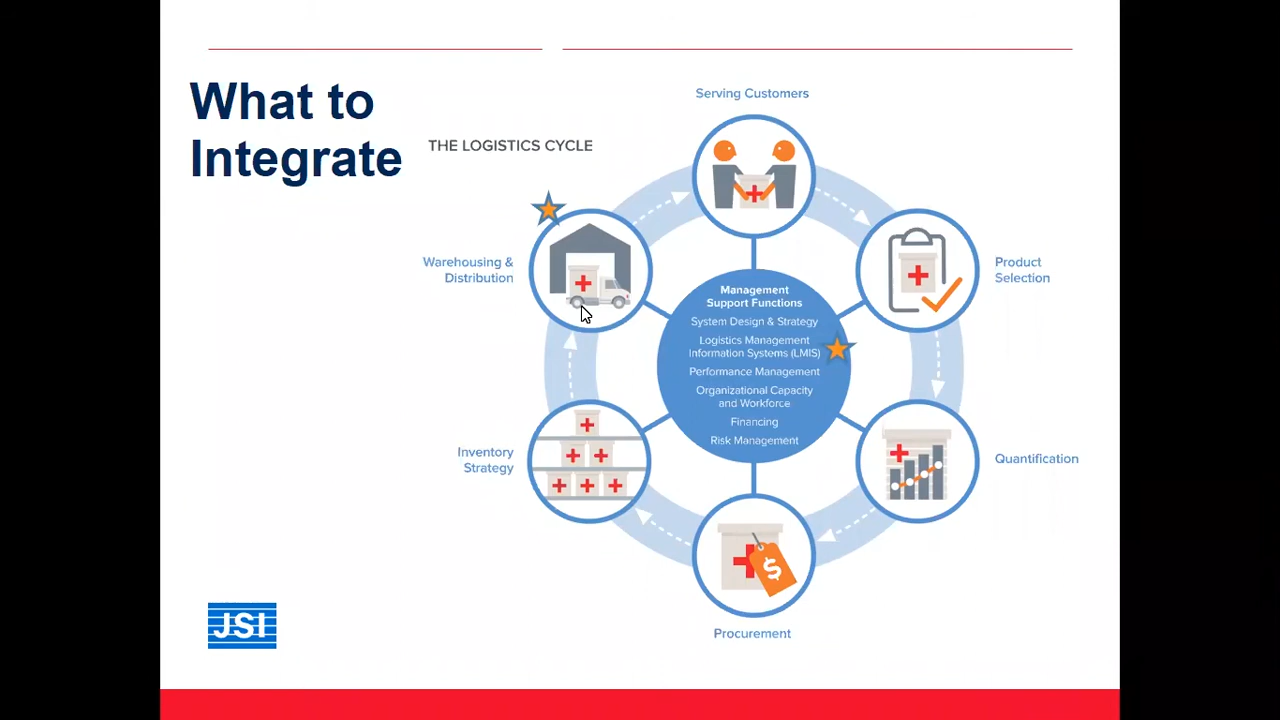 What to
Integrate
THE LOGISTICS CYCLE
Serving Customers
Product
Selection
Quantification
Procurement
Inventory
Strategy
Warehousing &
Distribution
Management
Support Functions
System Design & Strategy
Logistics Management
Information Systems (LMIS)
Performance Management
Organizational Capacity
and Workforce
Financing
Risk Management
$
JSI